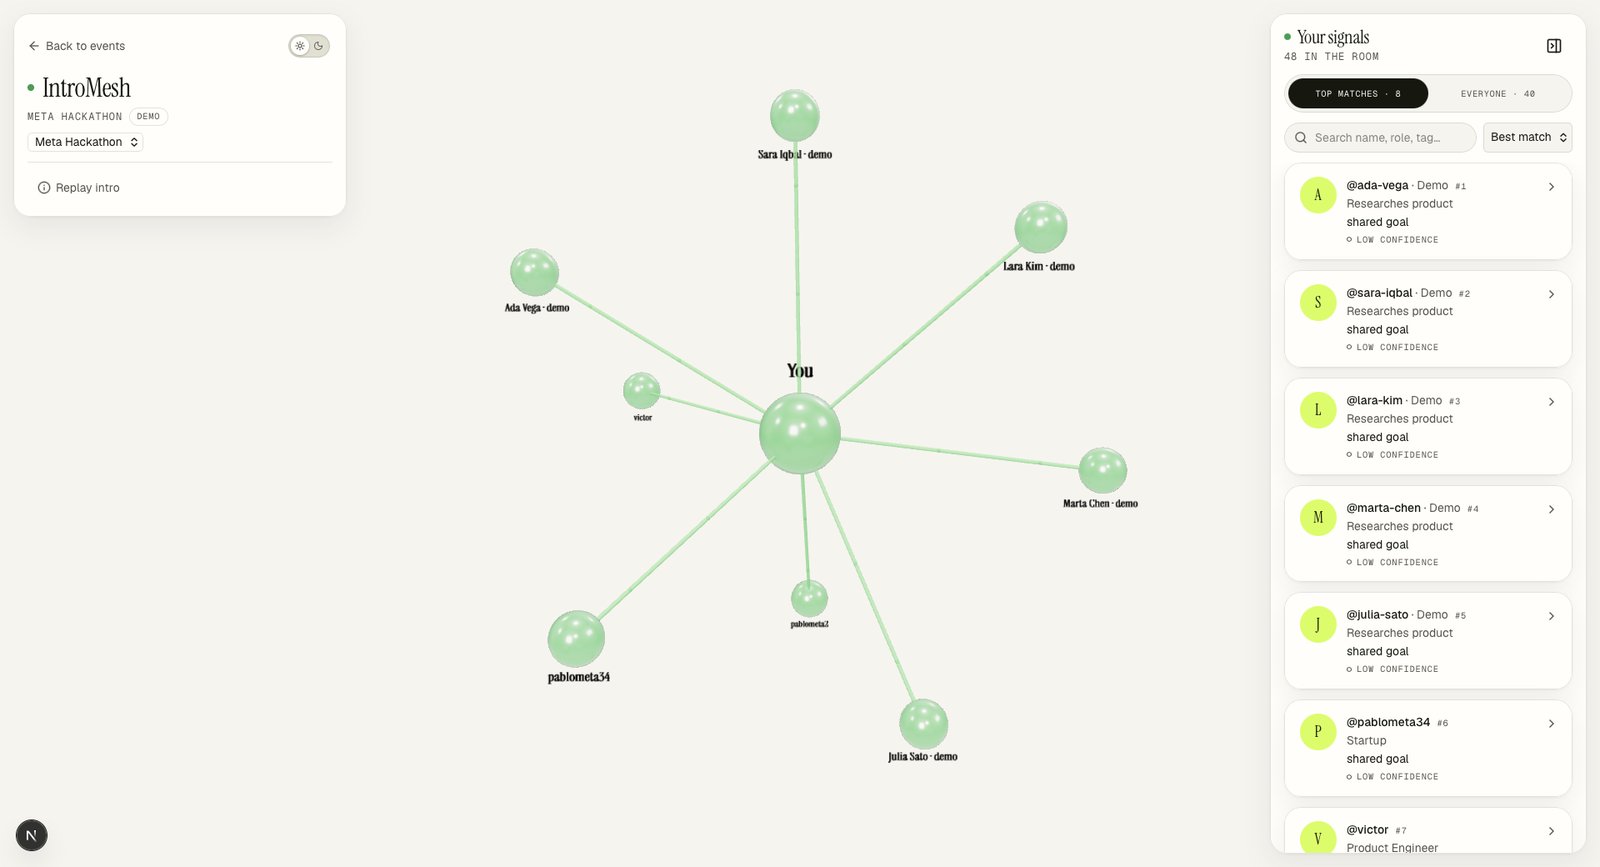 Back to events
IntroMesh
META HACKATHON DEMO
Meta Hackathon
Replay intro
Sara Iqbal · demo
Lara Kim · demo
Ada Vega · demo
You
victor
Marta Chen · demo
pablometa2
pablometa34
Julia Sato · demo
N
Your signals
48 IN THE ROOM
TOP MATCHES · 8
EVERYONE · 40
Search name, role, tag…
Best match
A
@ada-vega · Demo #1
Researches product
shared goal
LOW CONFIDENCE
S
@sara-iqbal · Demo #2
Researches product
shared goal
LOW CONFIDENCE
L
@lara-kim · Demo #3
Researches product
shared goal
LOW CONFIDENCE
M
@marta-chen · Demo #4
Researches product
shared goal
LOW CONFIDENCE
J
@julia-sato · Demo #5
Researches product
shared goal
LOW CONFIDENCE
P
@pablometa34 #6
Startup
shared goal
LOW CONFIDENCE
V
@victor #7
Product Engineer